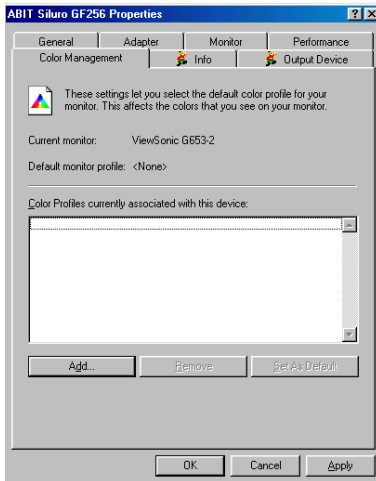 ABIT Siluro GF256 Properties
General Adapter Monitor Performance
Color Management Info Output Device
These settings let you select the default color profile for your
monitor. This affects the colors that you see on your monitor.
Current monitor: ViewSonic G653-2
Default monitor profile: <None>
Color Profiles currently associated with this device:
Add... Remove Set As Default
OK Cancel Apply